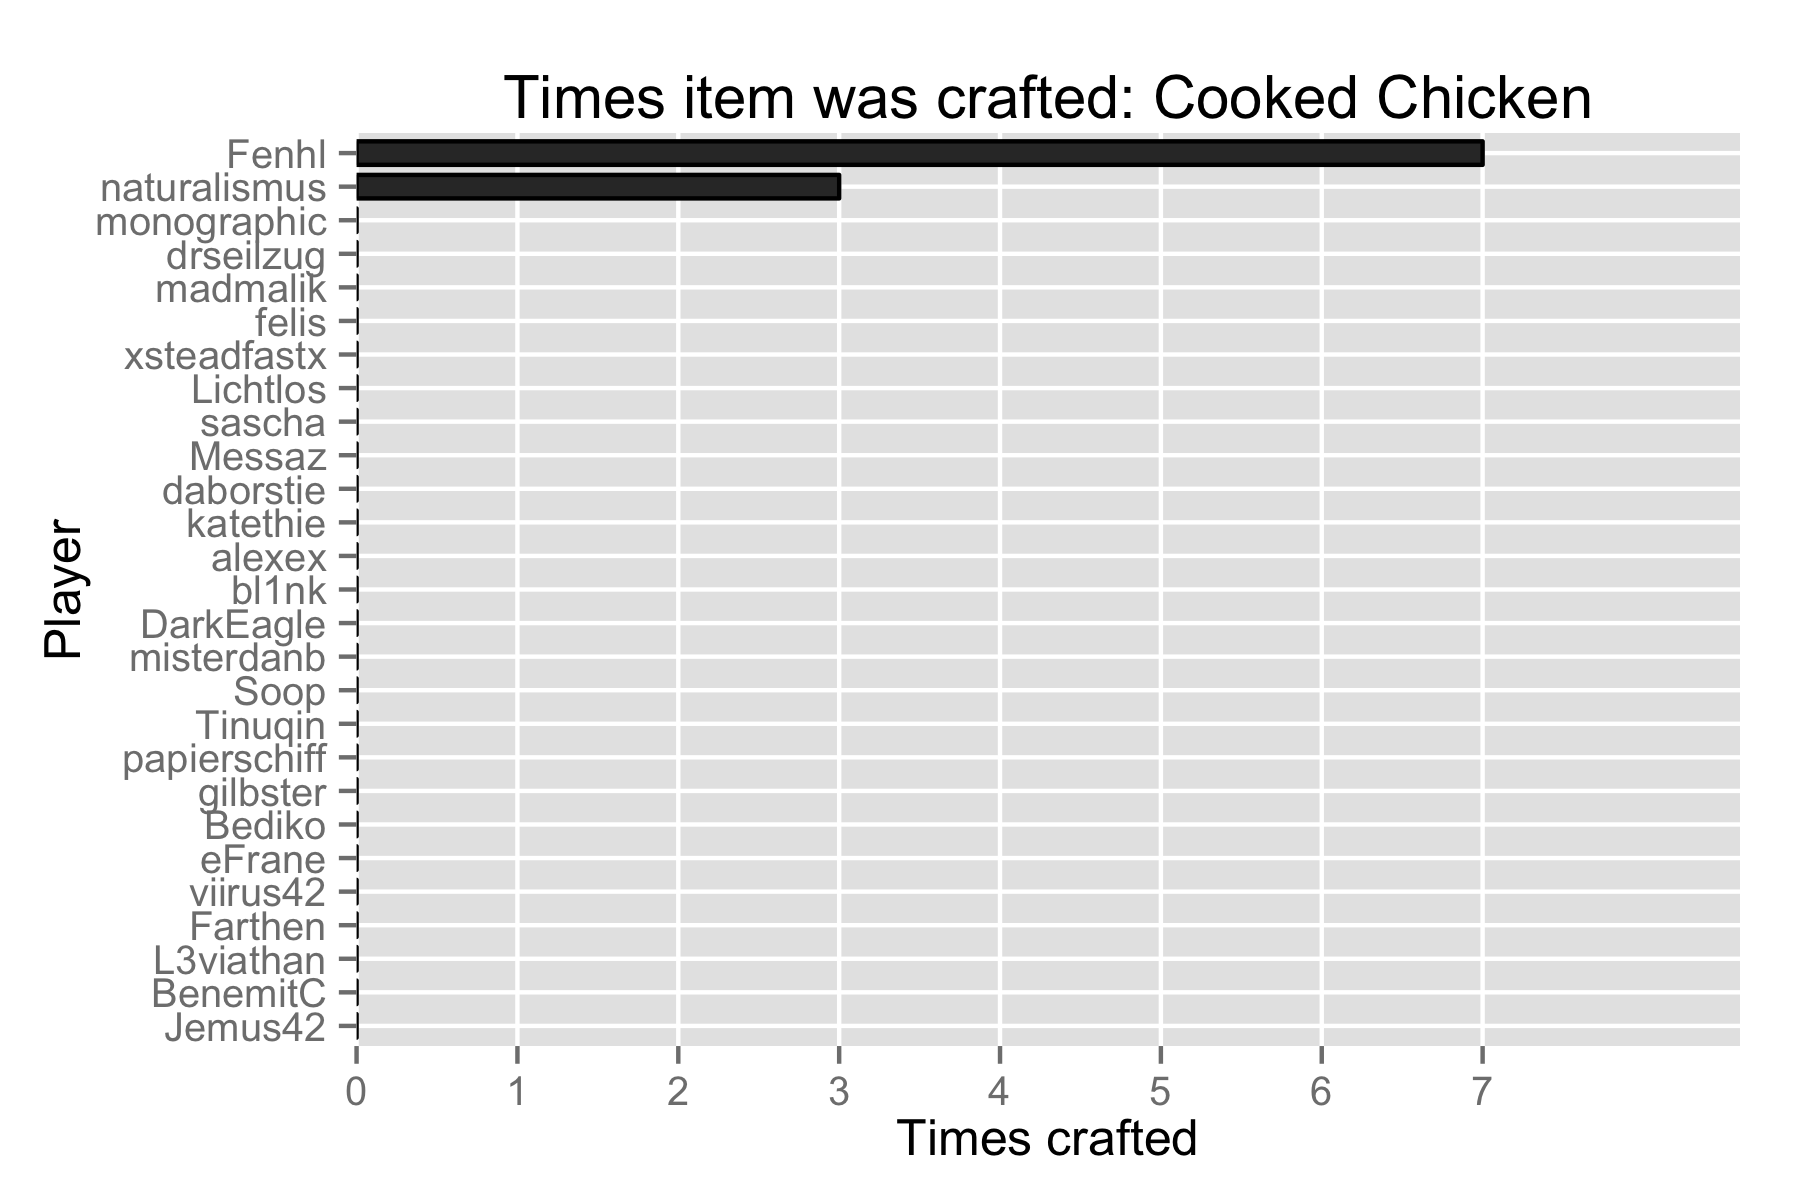 Times item was crafted: Cooked Chicken
Fenhl
naturalismus
monographic
drseilzug
madmalik
felis
xsteadfastx
Lichtlos
sascha
Messaz
daborstie
katethie
alexex
bl1nk
DarkEagle
misterdanb
Soop
Tinuqin
papierschiff
gilbster
Bediko
eFrane
viirus42
Farthen
L3viathan
BenemitC
Jemus42
Player
0 1 2 3 4 5 6 7
Times crafted